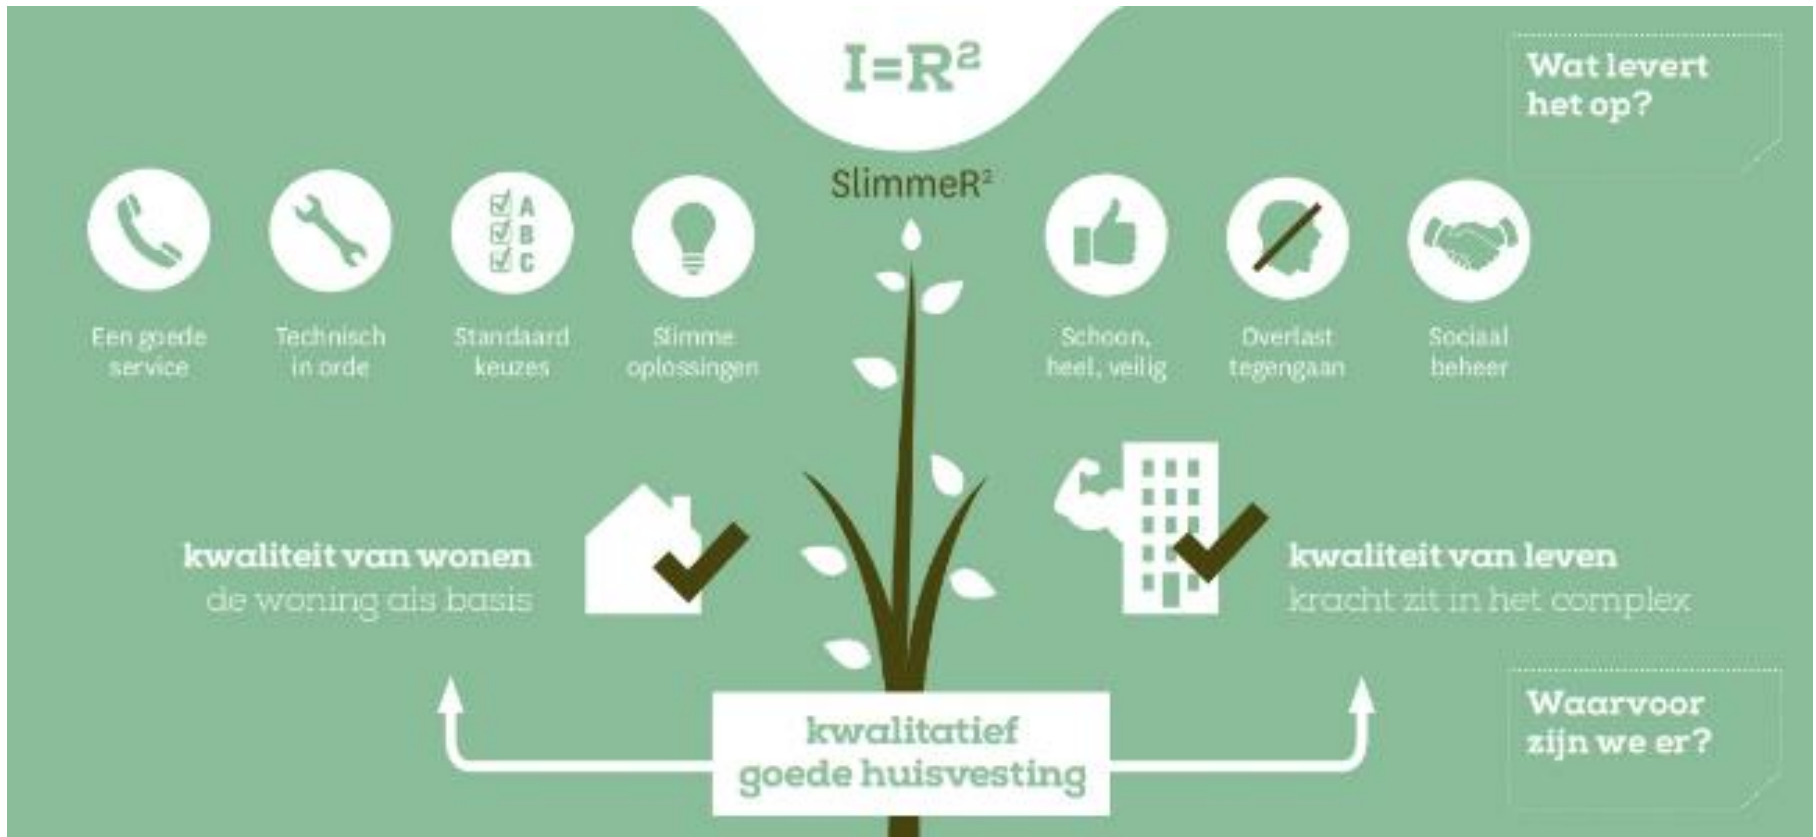 I=R²
Wat levert
het op?
SlimmeR²
A
B
C
Een goede
service
Technisch
in orde
Standaard
keuzes
Slimme
oplossingen
Schoon,
heel, veilig
Overlast
tegengaan
Sociaal
beheer
kwaliteit van wonen
de woning als basis
kwaliteit van leven
kracht zit in het complex
kwalitatief
goede huisvesting
Waarvoor
zijn we er?